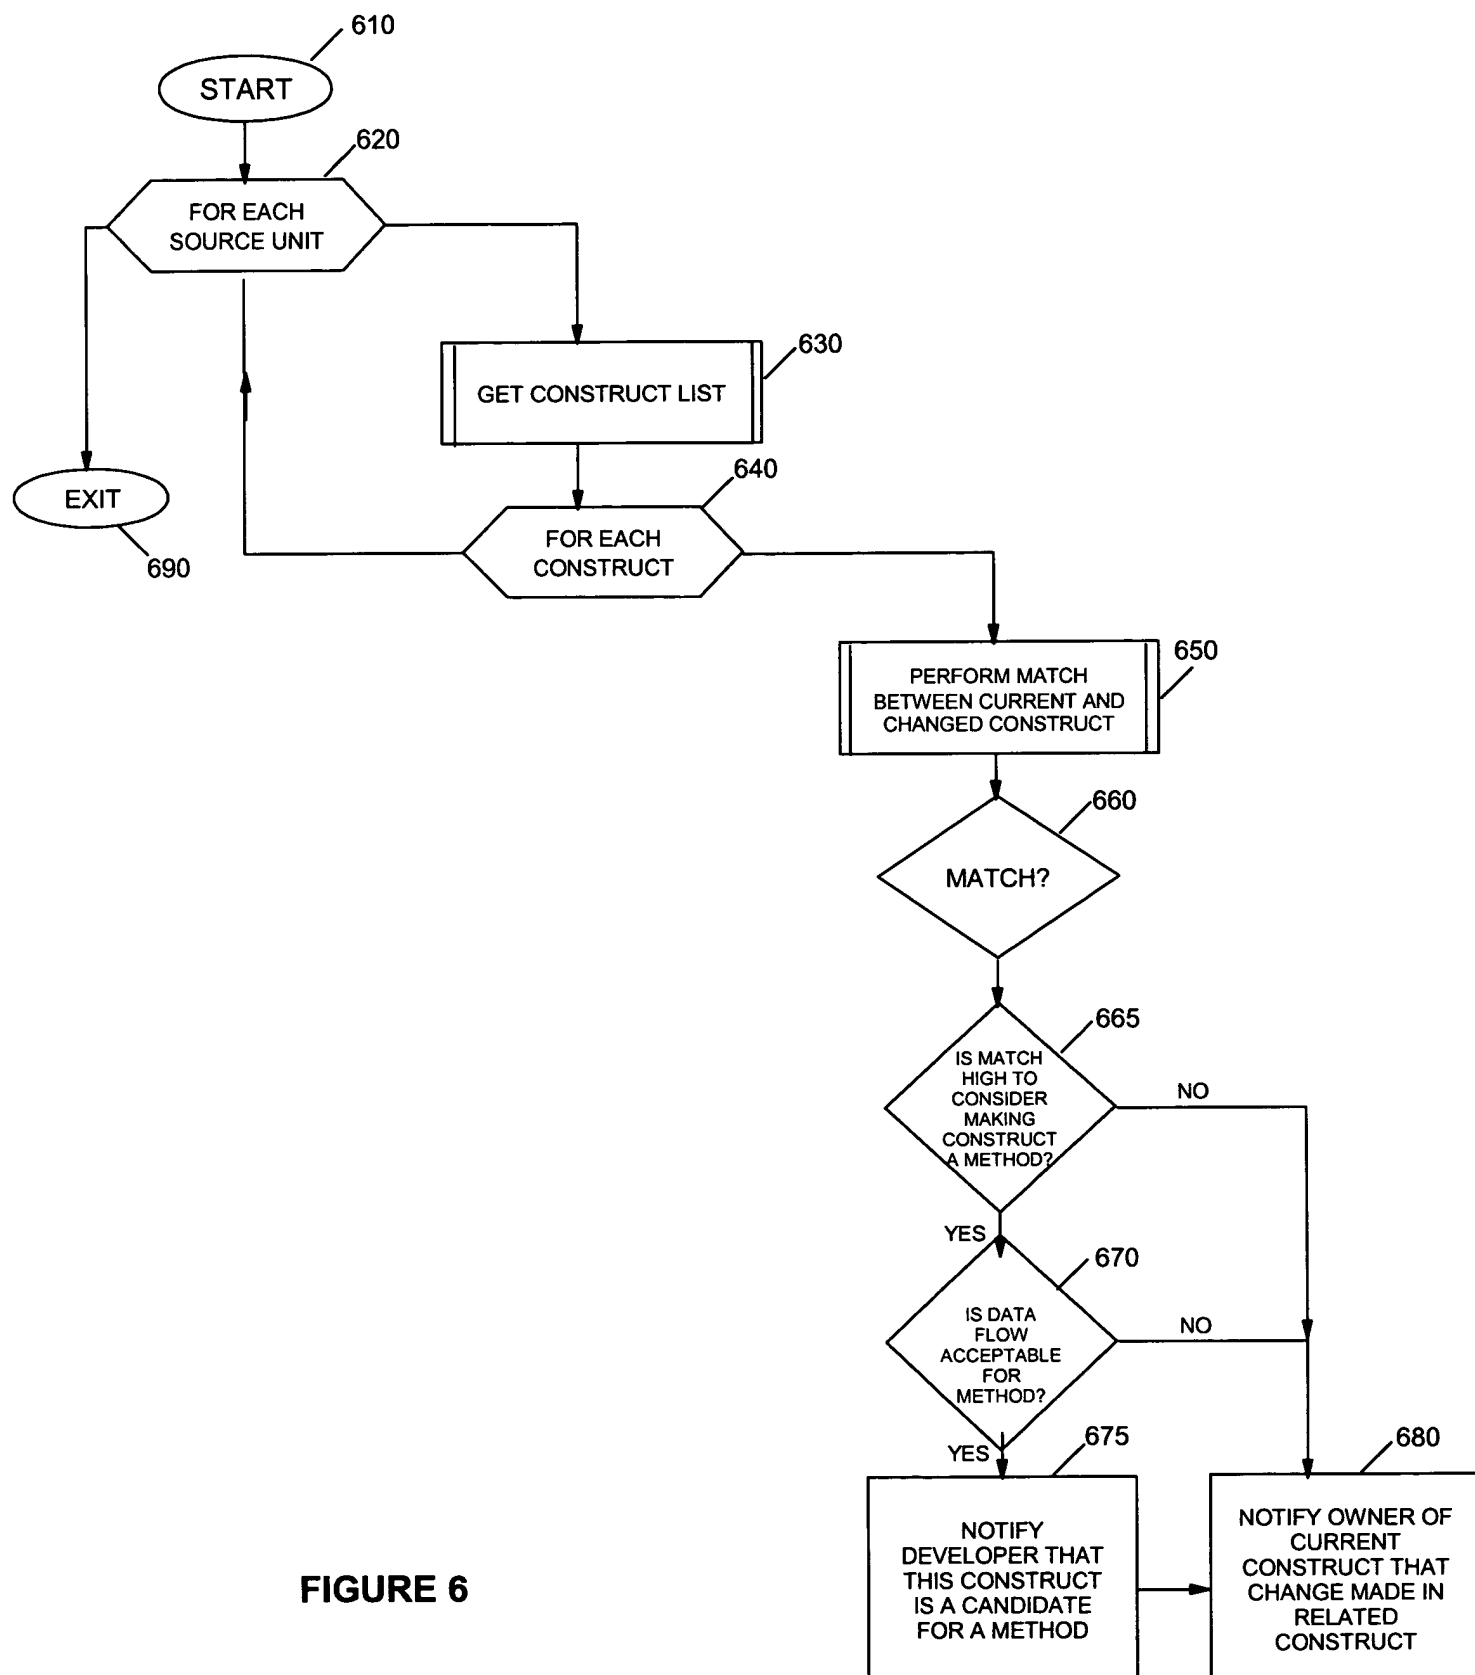 610
START
620
FOR EACH
SOURCE UNIT
630
GET CONSTRUCT LIST
640
FOR EACH
CONSTRUCT
EXIT
690
650
PERFORM MATCH
BETWEEN CURRENT AND
CHANGED CONSTRUCT
660
MATCH?
665
IS MATCH
HIGH TO
CONSIDER
MAKING
CONSTRUCT
A METHOD?
NO
YES
670
IS DATA
FLOW
ACCEPTABLE
FOR
METHOD?
NO
YES
675
NOTIFY
DEVELOPER THAT
THIS CONSTRUCT
IS A CANDIDATE
FOR A METHOD
680
NOTIFY OWNER OF
CURRENT
CONSTRUCT THAT
CHANGE MADE IN
RELATED
CONSTRUCT
FIGURE 6